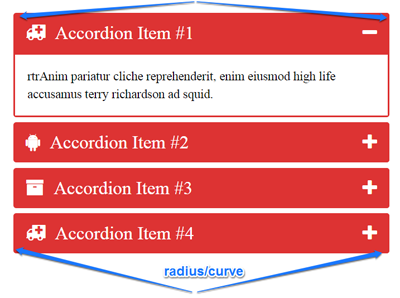 Accordion Item #1
rtrAnim pariatur cliche reprehenderit, enim eiusmod high life
accusamus terry richardson ad squid.
Accordion Item #2
Accordion Item #3
Accordion Item #4
radius/curve